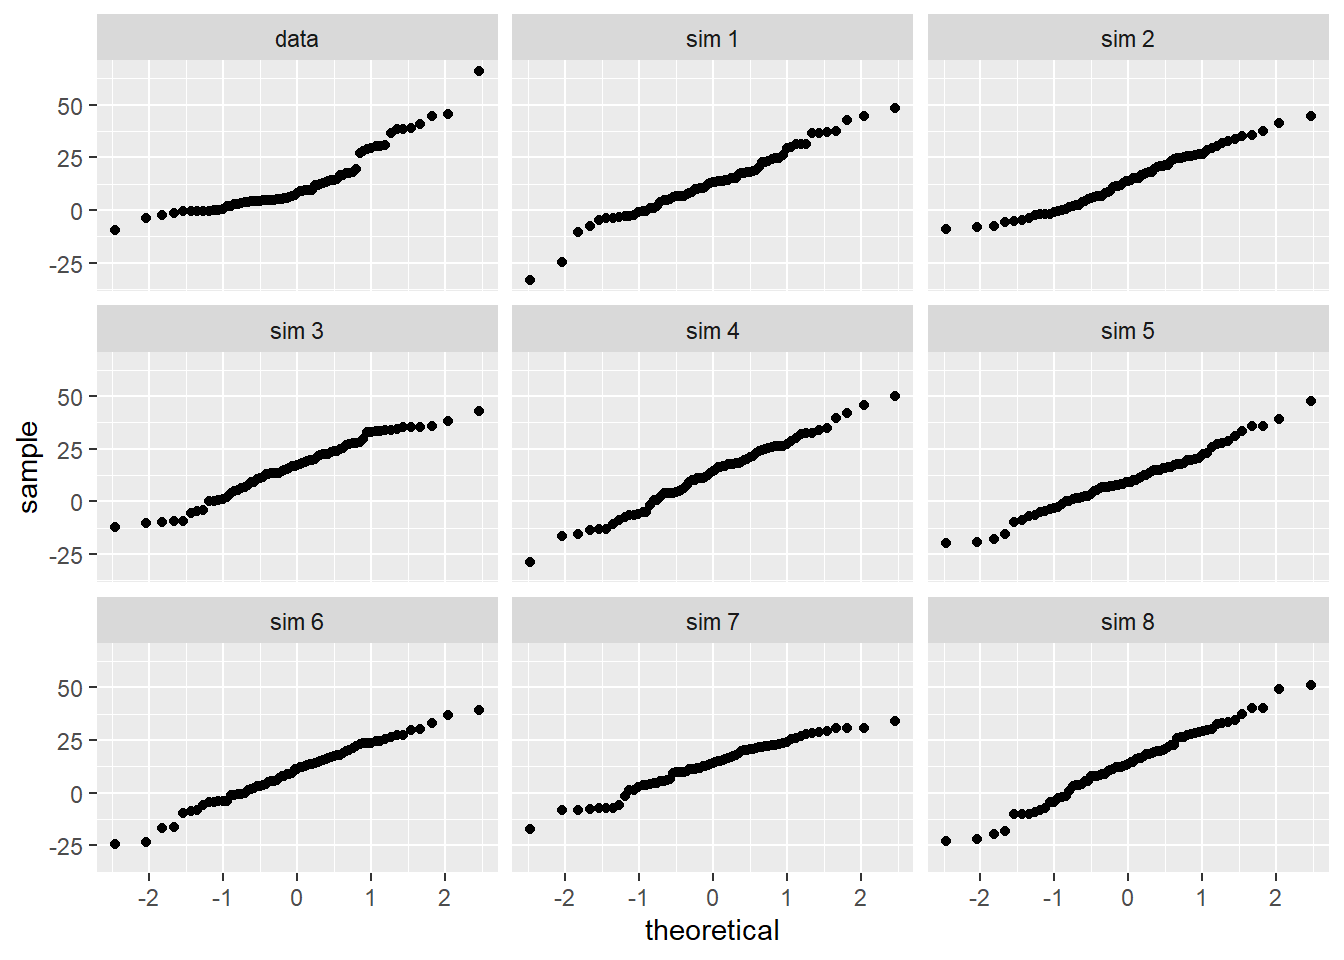 data
sim 1
sim 2
50
25
0
-25
sim 3
sim 4
sim 5
50
25
0
-25
sample
sim 6
sim 7
sim 8
50
25
0
-25
-2 -1 0 1 2 -2 -1 0 1 2 -2 -1 0 1 2
theoretical